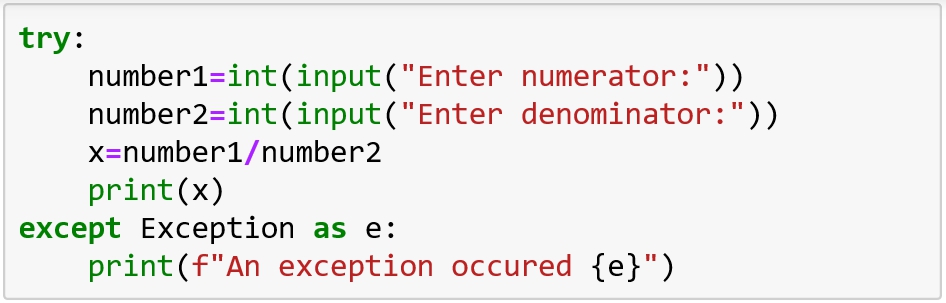 try:
    number1=int(input("Enter numerator:"))
    number2=int(input("Enter denominator:"))
    x=number1/number2
    print(x)
except Exception as e:
    print(f"An exception occured {e}")